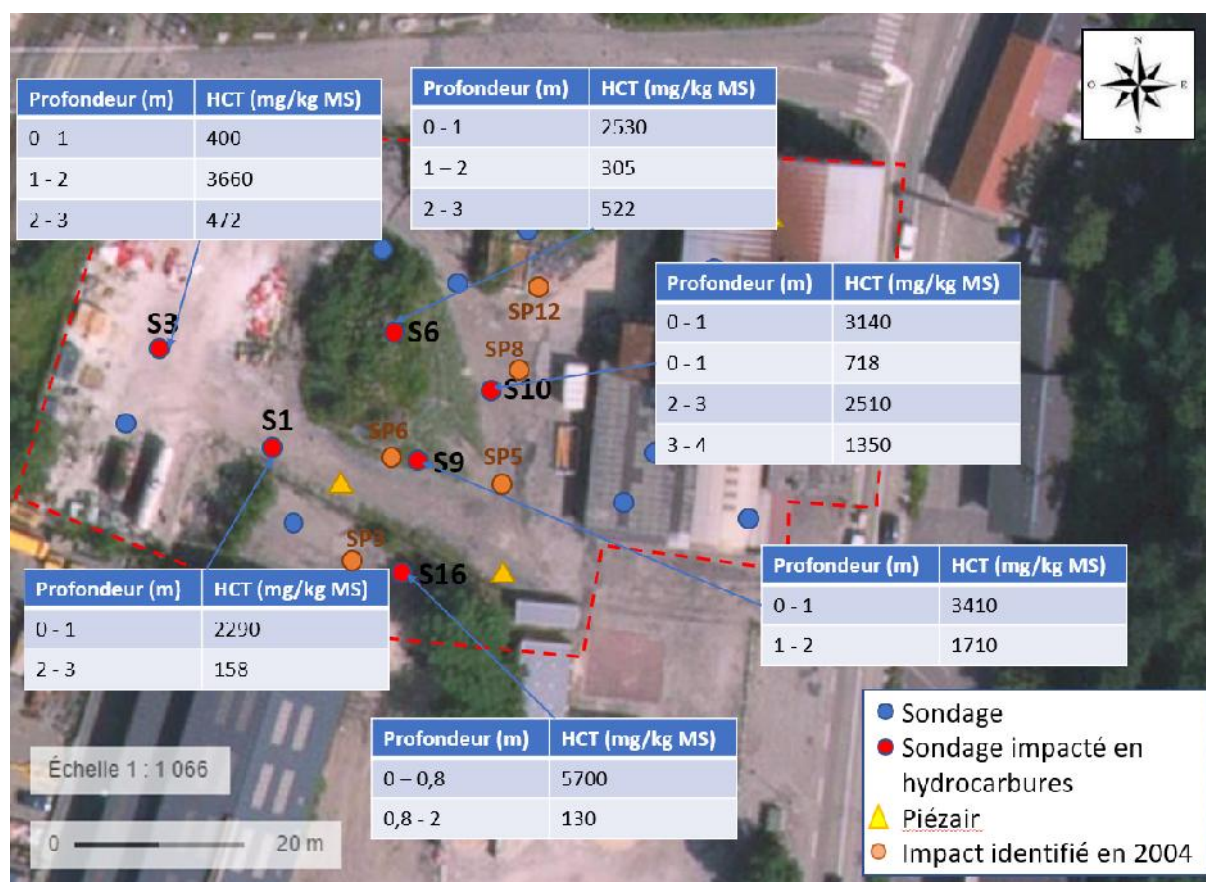 Profondeur (m) HCT (mg/kg MS)
0 - 1 400
1 - 2 3660
2 - 3 472
Profondeur (m) HCT (mg/kg MS)
0 - 1 2530
1 – 2 305
2 - 3 522
N
O E
S
Profondeur (m) HCT (mg/kg MS)
0 - 1 3140
0 - 1 718
2 - 3 2510
3 - 4 1350
SP12
S3
S6
SP8
S10
S1
SP6
S9
SP5
SP3
S16
Profondeur (m) HCT (mg/kg MS)
0 - 1 3410
1 - 2 1710
Profondeur (m) HCT (mg/kg MS)
0 - 1 2290
2 - 3 158
Profondeur (m) HCT (mg/kg MS)
0 – 0,8 5700
0,8 - 2 130
Échelle 1 : 1 066
0 20 m
Sondage
Sondage impacté en
hydrocarbures
Piézair
Impact identifié en 2004